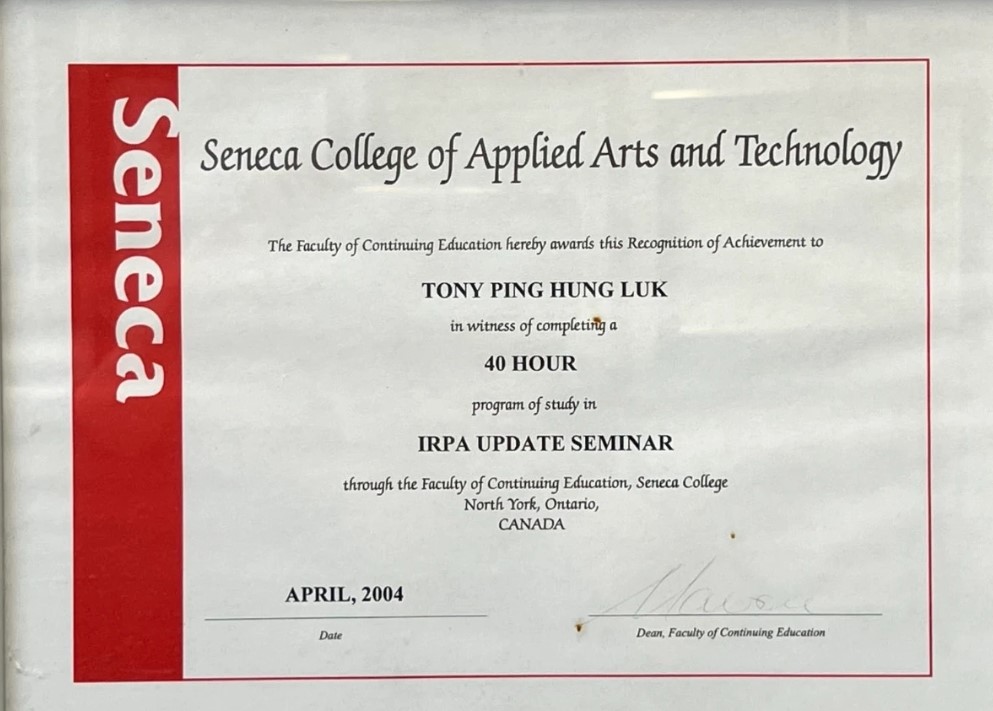 Seneca
Seneca College of Applied Arts and Technology
The Faculty of Continuing Education hereby awards this Recognition of Achievement to
TONY PING HUNG LUK
in witness of completing a
40 HOUR
program of study in
IRPA UPDATE SEMINAR
through the Faculty of Continuing Education, Seneca College
North York, Ontario,
CANADA
APRIL, 2004
Date
Dean, Faculty of Continuing Education